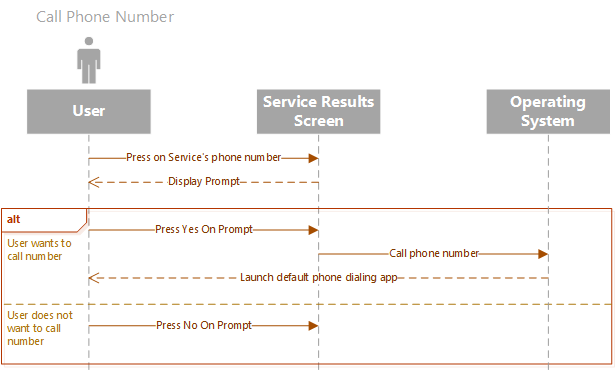 Call Phone Number
User
Service Results
Screen
Operating
System
Press on Service's phone number
Display Prompt
alt
User wants to
call number
Press Yes On Prompt
Call phone number
Launch default phone dialing app
User does not
want to call
number
Press No On Prompt